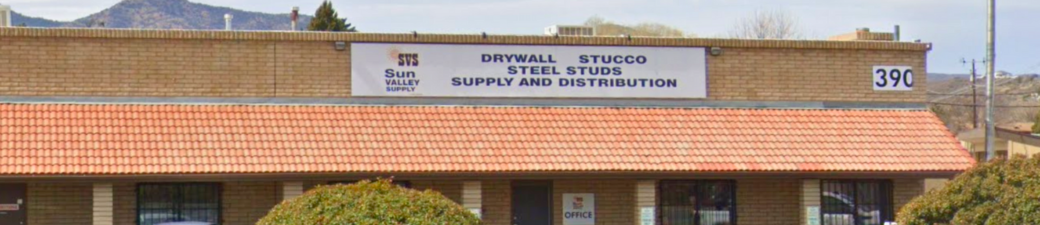 SVS
Sun
VALLEY
SUPPLY
DRYWALL STUCCO
STEEL STUDS
SUPPLY AND DISTRIBUTION
390
OFFICE